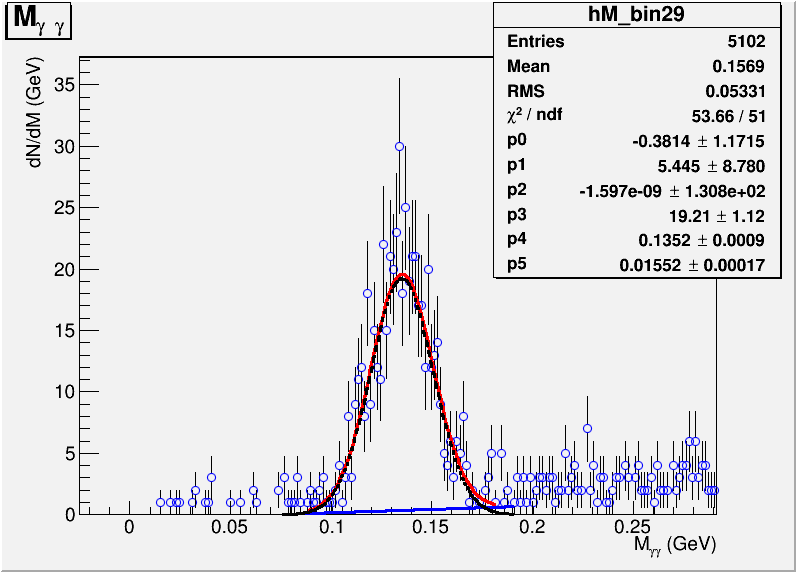 M γ γ
hM_bin29
Entries 5102
Mean 0.1569
RMS 0.05331
χ² / ndf 53.66 / 51
p0 -0.3814 ± 1.1715
p1 5.445 ± 8.780
p2 -1.597e-09 ± 1.308e+02
p3 19.21 ± 1.12
p4 0.1352 ± 0.0009
p5 0.01552 ± 0.00017
dN/dM (GeV)
35
30
25
20
15
10
5
0
0 0.05 0.1 0.15 0.2 0.25
Mγγ (GeV)